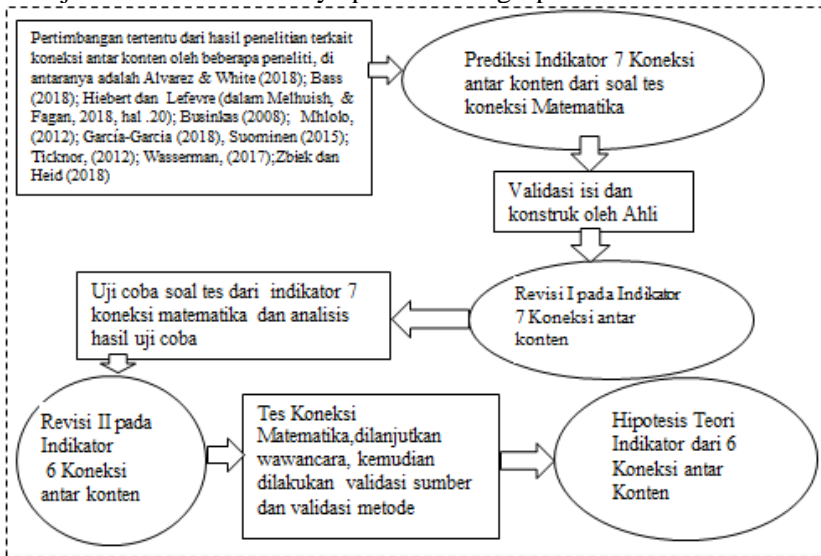 Pertimbangan tertentu dari hasil penelitian terkait
koneksi antar konten oleh beberapa peneliti, di
antaranya adalah Alvarez & White (2018); Bass
(2018); Hiebert dan Lefevre (dalam Melhuish, &
Fagan, 2018, hal .20); Businkas (2008); Mhlolo,
(2012); García-Garcia (2018), Suominen (2015);
Ticknor, (2012); Wasserman, (2017);Zbiek dan
Heid (2018)
Prediksi Indikator 7 Koneksi
antar konten dari soal tes
koneksi Matematika
Validasi isi dan
konstruk oleh Ahli
Revisi I pada Indikator
7 Koneksi antar
konten
Uji coba soal tes dari indikator 7
koneksi matematika dan analisis
hasil uji coba
Revisi II pada
Indikator
6 Koneksi
antar konten
Tes Koneksi
Matematika,dilanjutkan
wawancara, kemudian
dilakukan validasi sumber
dan validasi metode
Hipotesis Teori
Indikator dari 6
Koneksi antar
Konten